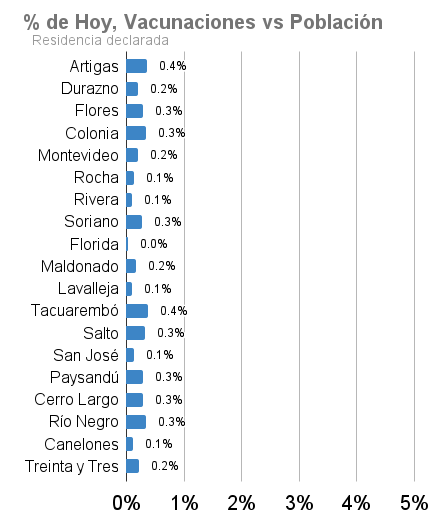 % de Hoy, Vacunaciones vs Población
Residencia declarada
Artigas 0.4%
Durazno 0.2%
Flores 0.3%
Colonia 0.3%
Montevideo 0.2%
Rocha 0.1%
Rivera 0.1%
Soriano 0.3%
Florida 0.0%
Maldonado 0.2%
Lavalleja 0.1%
Tacuarembó 0.4%
Salto 0.3%
San José 0.1%
Paysandú 0.3%
Cerro Largo 0.3%
Río Negro 0.3%
Canelones 0.1%
Treinta y Tres 0.2%
0% 1% 2% 3% 4% 5%